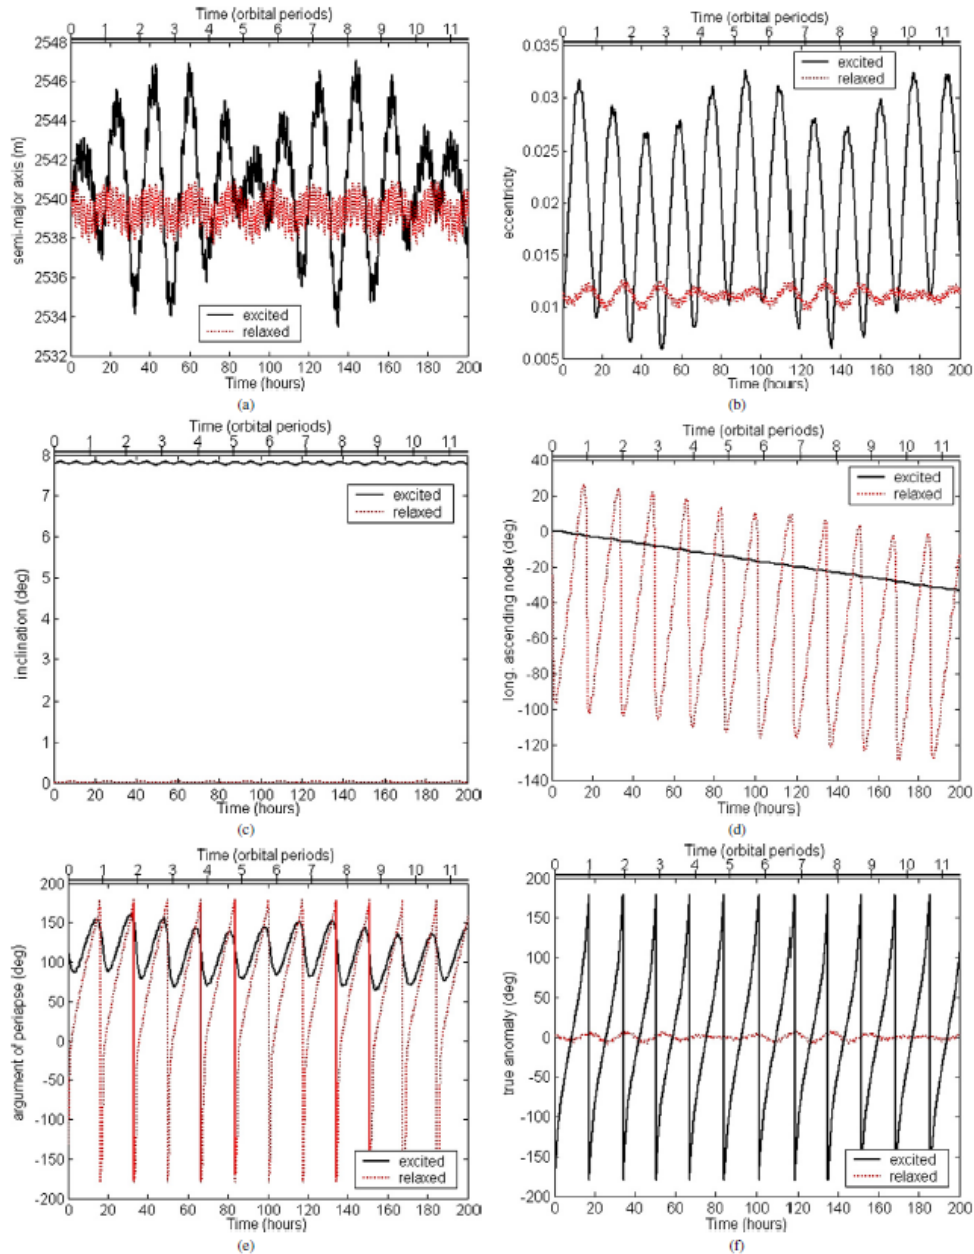 Time (orbital periods)
0 1 2 3 4 5 6 7 8 9 10 11
2548
2546
2544
2542
2540
2538
2536
2534
2532
semi-major axis (m)
excited
relaxed
0 20 40 60 80 100 120 140 160 180 200
Time (hours)
(a)
Time (orbital periods)
0 1 2 3 4 5 6 7 8 9 10 11
0.035
0.03
0.025
0.02
0.015
0.01
0.005
eccentricity
excited
relaxed
0 20 40 60 80 100 120 140 160 180 200
Time (hours)
(b)
Time (orbital periods)
0 1 2 3 4 5 6 7 8 9 10 11
8
7
6
5
4
3
2
1
0
inclination (deg)
excited
relaxed
0 20 40 60 80 100 120 140 160 180 200
Time (hours)
(c)
Time (orbital periods)
0 1 2 3 4 5 6 7 8 9 10 11
40
20
0
-20
-40
-60
-80
-100
-120
-140
long. ascending node (deg)
excited
relaxed
0 20 40 60 80 100 120 140 160 180 200
Time (hours)
(d)
Time (orbital periods)
0 1 2 3 4 5 6 7 8 9 10 11
200
150
100
50
0
-50
-100
-150
-200
argument of periapse (deg)
excited
relaxed
0 20 40 60 80 100 120 140 160 180 200
Time (hours)
(e)
Time (orbital periods)
0 1 2 3 4 5 6 7 8 9 10 11
200
150
100
50
0
-50
-100
-150
-200
true anomaly (deg)
excited
relaxed
0 20 40 60 80 100 120 140 160 180 200
Time (hours)
(f)